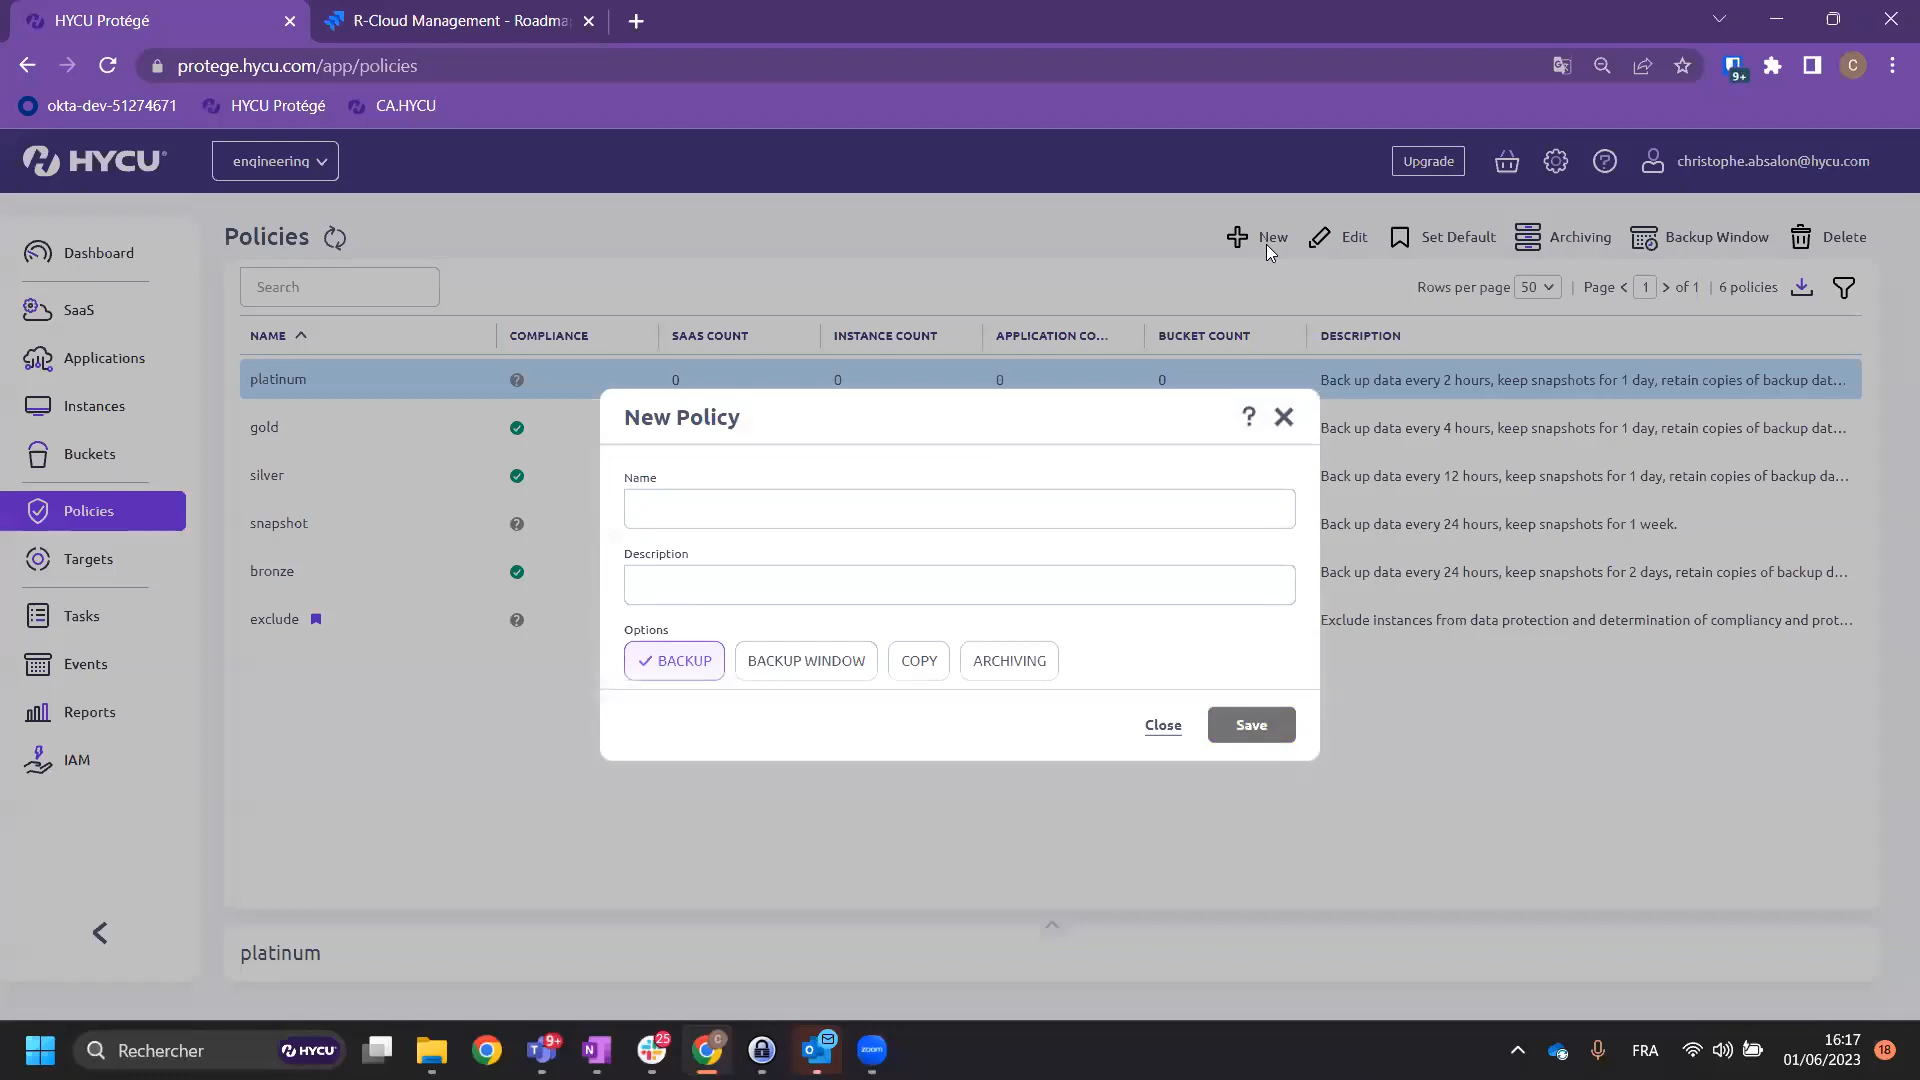 HYCU Protégé
R-Cloud Management - Roadma
protege.hycu.com/app/policies
9+
C
okta-dev-51274671
HYCU Protégé
CA.HYCU
HYCU
engineering
Upgrade
christophe.absalon@hycu.com
Dashboard
SaaS
Applications
Instances
Buckets
Policies
Targets
Tasks
Events
Reports
IAM
Policies
New
Edit
Set Default
Archiving
Backup Window
Delete
Search
Rows per page 50 | Page 1 of 1 | 6 policies
NAME COMPLIANCE SAAS COUNT INSTANCE COUNT APPLICATION CO... BUCKET COUNT DESCRIPTION
platinum ? 0 0 0 0 Back up data every 2 hours, keep snapshots for 1 day, retain copies of backup dat...
gold Back up data every 4 hours, keep snapshots for 1 day, retain copies of backup dat...
silver Back up data every 12 hours, keep snapshots for 1 day, retain copies of backup da...
snapshot ? Back up data every 24 hours, keep snapshots for 1 week.
bronze Back up data every 24 hours, keep snapshots for 2 days, retain copies of backup d...
exclude ? Exclude instances from data protection and determination of compliancy and prot...
New Policy
?
Name
Description
Options
BACKUP
BACKUP WINDOW
COPY
ARCHIVING
Close
Save
platinum
Rechercher
HYCU
9+
25
C
zoom
FRA
16:17
01/06/2023
18